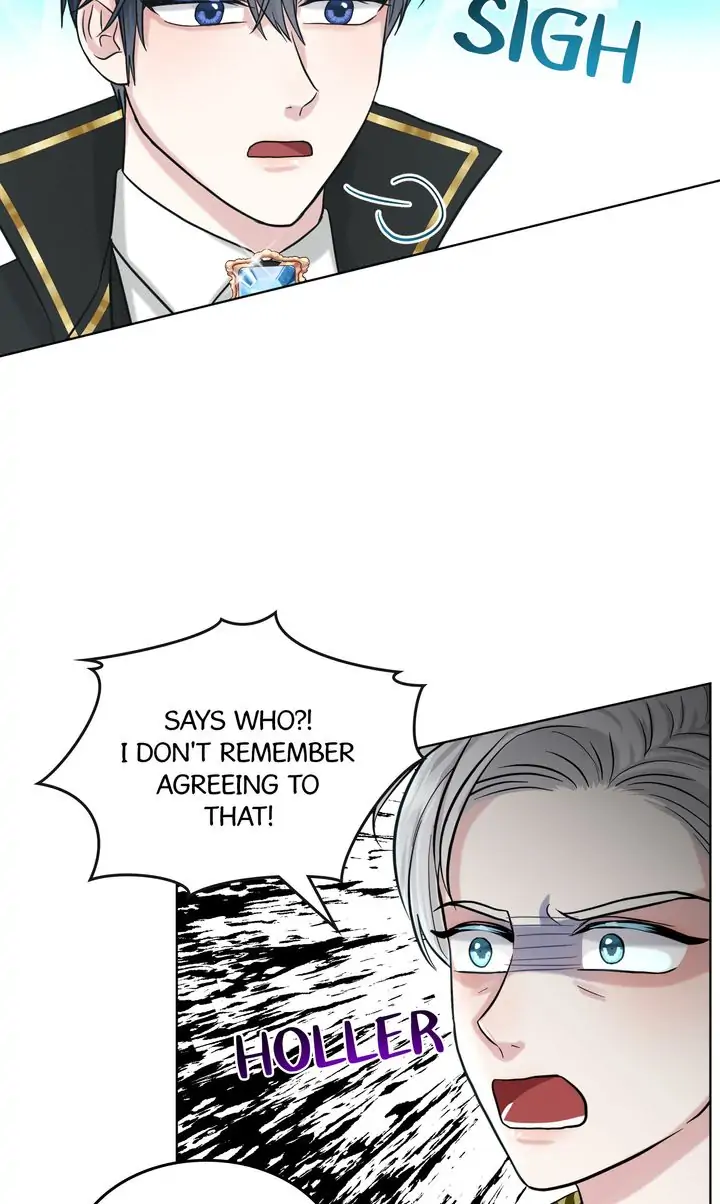 SIGH
SAYS WHO?!
I DON'T REMEMBER
AGREEING TO
THAT!
HOLLER